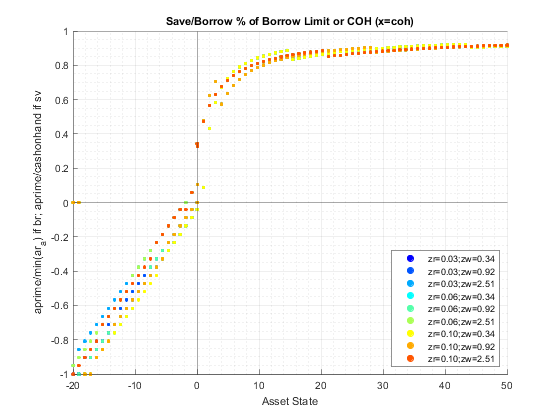 Save/Borrow % of Borrow Limit or COH (x=coh)
aprime/min(ar_a) if br; aprime/cashonhand if sv
1
0.8
0.6
0.4
0.2
0
-0.2
-0.4
-0.6
-0.8
-1
zr=0.03;zw=0.34
zr=0.03;zw=0.92
zr=0.03;zw=2.51
zr=0.06;zw=0.34
zr=0.06;zw=0.92
zr=0.06;zw=2.51
zr=0.10;zw=0.34
zr=0.10;zw=0.92
zr=0.10;zw=2.51
-20 -10 0 10 20 30 40 50
Asset State